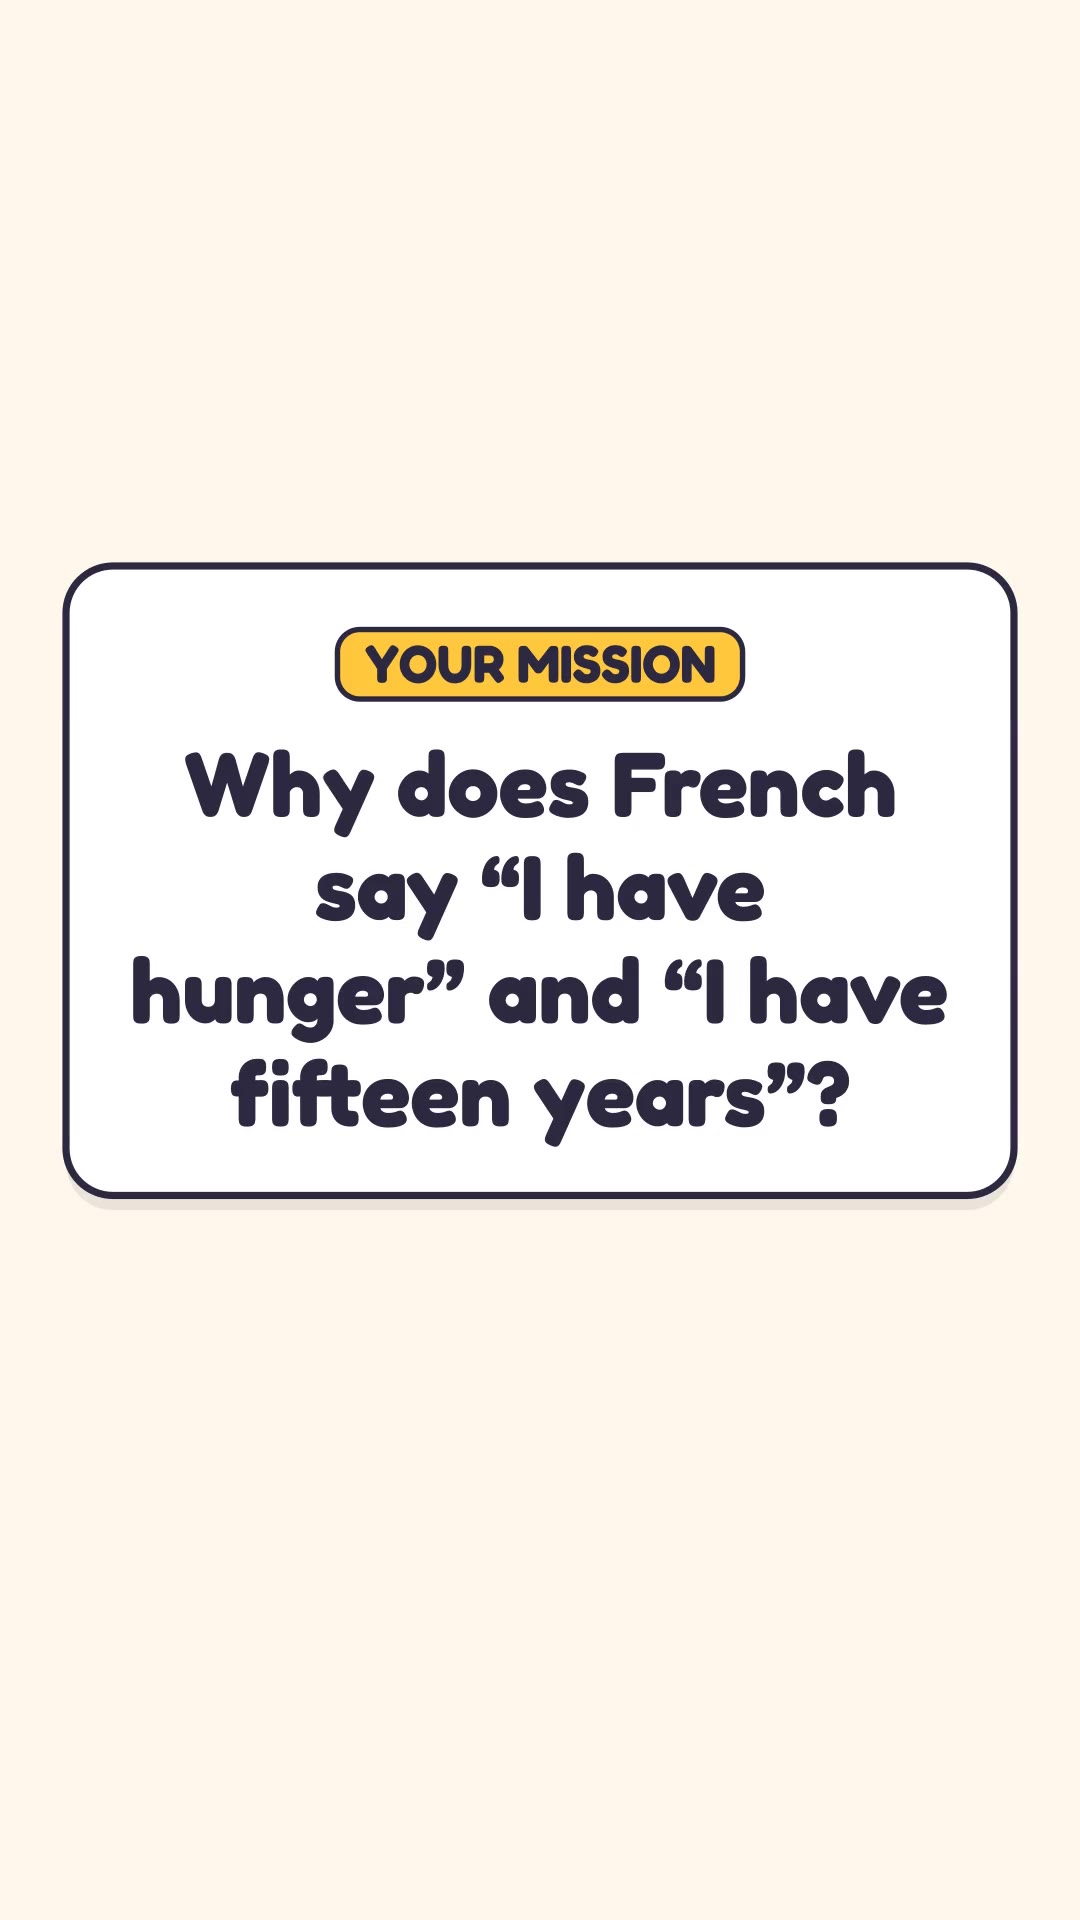 YOUR MISSION
Why does French
say “I have
hunger” and “I have
fifteen years”?